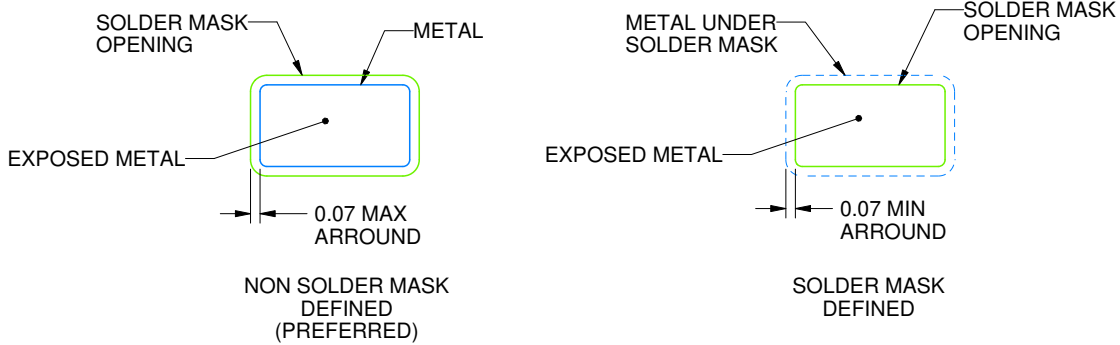 SOLDER MASK
OPENING
METAL
EXPOSED METAL
0.07 MAX
ARROUND
NON SOLDER MASK
DEFINED
(PREFERRED)
METAL UNDER
SOLDER MASK
SOLDER MASK
OPENING
EXPOSED METAL
0.07 MIN
ARROUND
SOLDER MASK
DEFINED